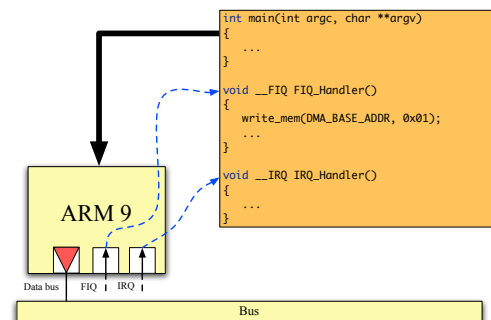 int main(int argc, char **argv)
{
...
}
void __FIQ FIQ_Handler()
{
write_mem(DMA_BASE_ADDR, 0x01);
...
}
void __IRQ IRQ_Handler()
{
...
}
ARM 9
Data bus
FIQ
IRQ
Bus